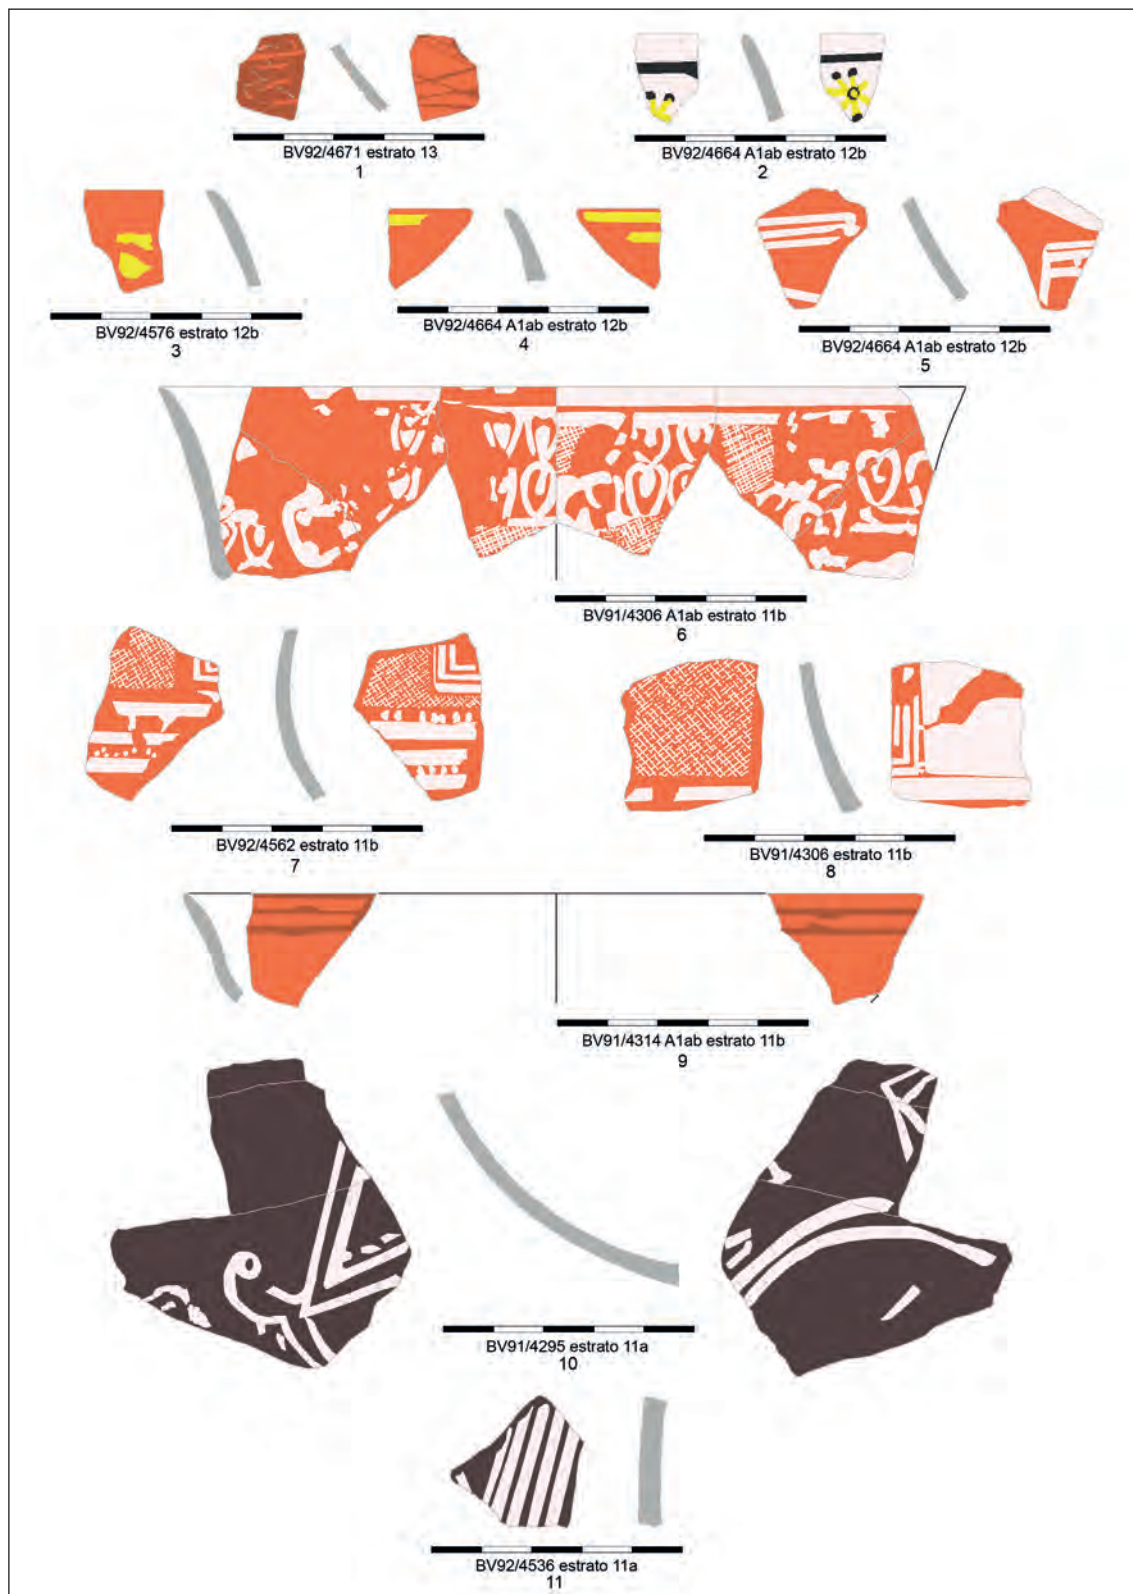 BV92/4671 estrato 13
1
BV92/4664 A1ab estrato 12b
2
BV92/4576 estrato 12b
3
BV92/4664 A1ab estrato 12b
4
BV92/4664 A1ab estrato 12b
5
BV91/4306 A1ab estrato 11b
6
BV92/4562 estrato 11b
7
BV91/4306 estrato 11b
8
BV91/4314 A1ab estrato 11b
9
BV91/4295 estrato 11a
10
BV92/4536 estrato 11a
11